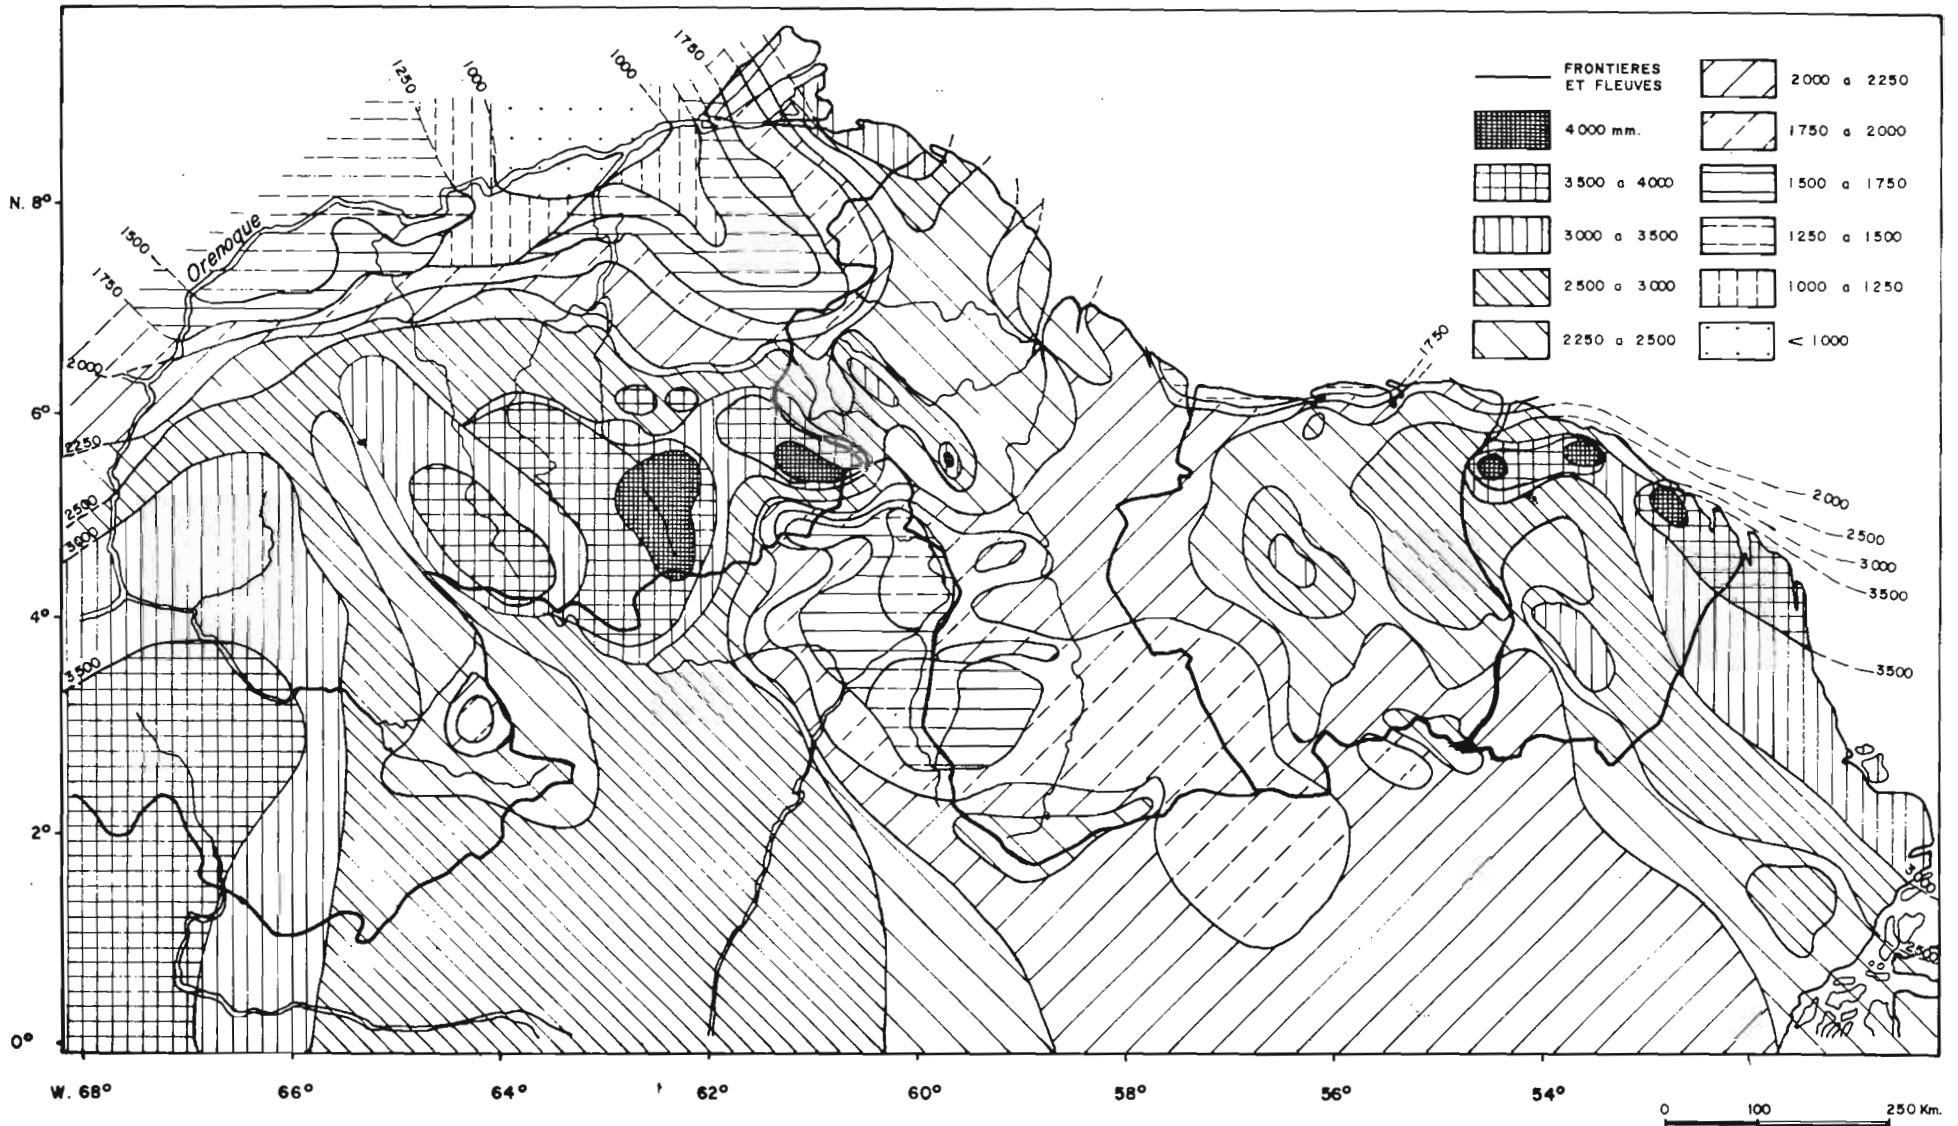 1250
1000
1000
1750
1500
1750
Orenoque
2000
2250
2500
3000
3500
N. 8°
6°
4°
2°
0°
W. 68°
66°
64°
62°
60°
58°
56°
54°
1750
2000
2500
3000
3500
3500
3000
2500
FRONTIERES
ET FLEUVES
4000 mm.
3500 a 4000
3000 a 3500
2500 a 3000
2250 a 2500
2000 a 2250
1750 a 2000
1500 a 1750
1250 a 1500
1000 a 1250
< 1000
0 100 250 Km.